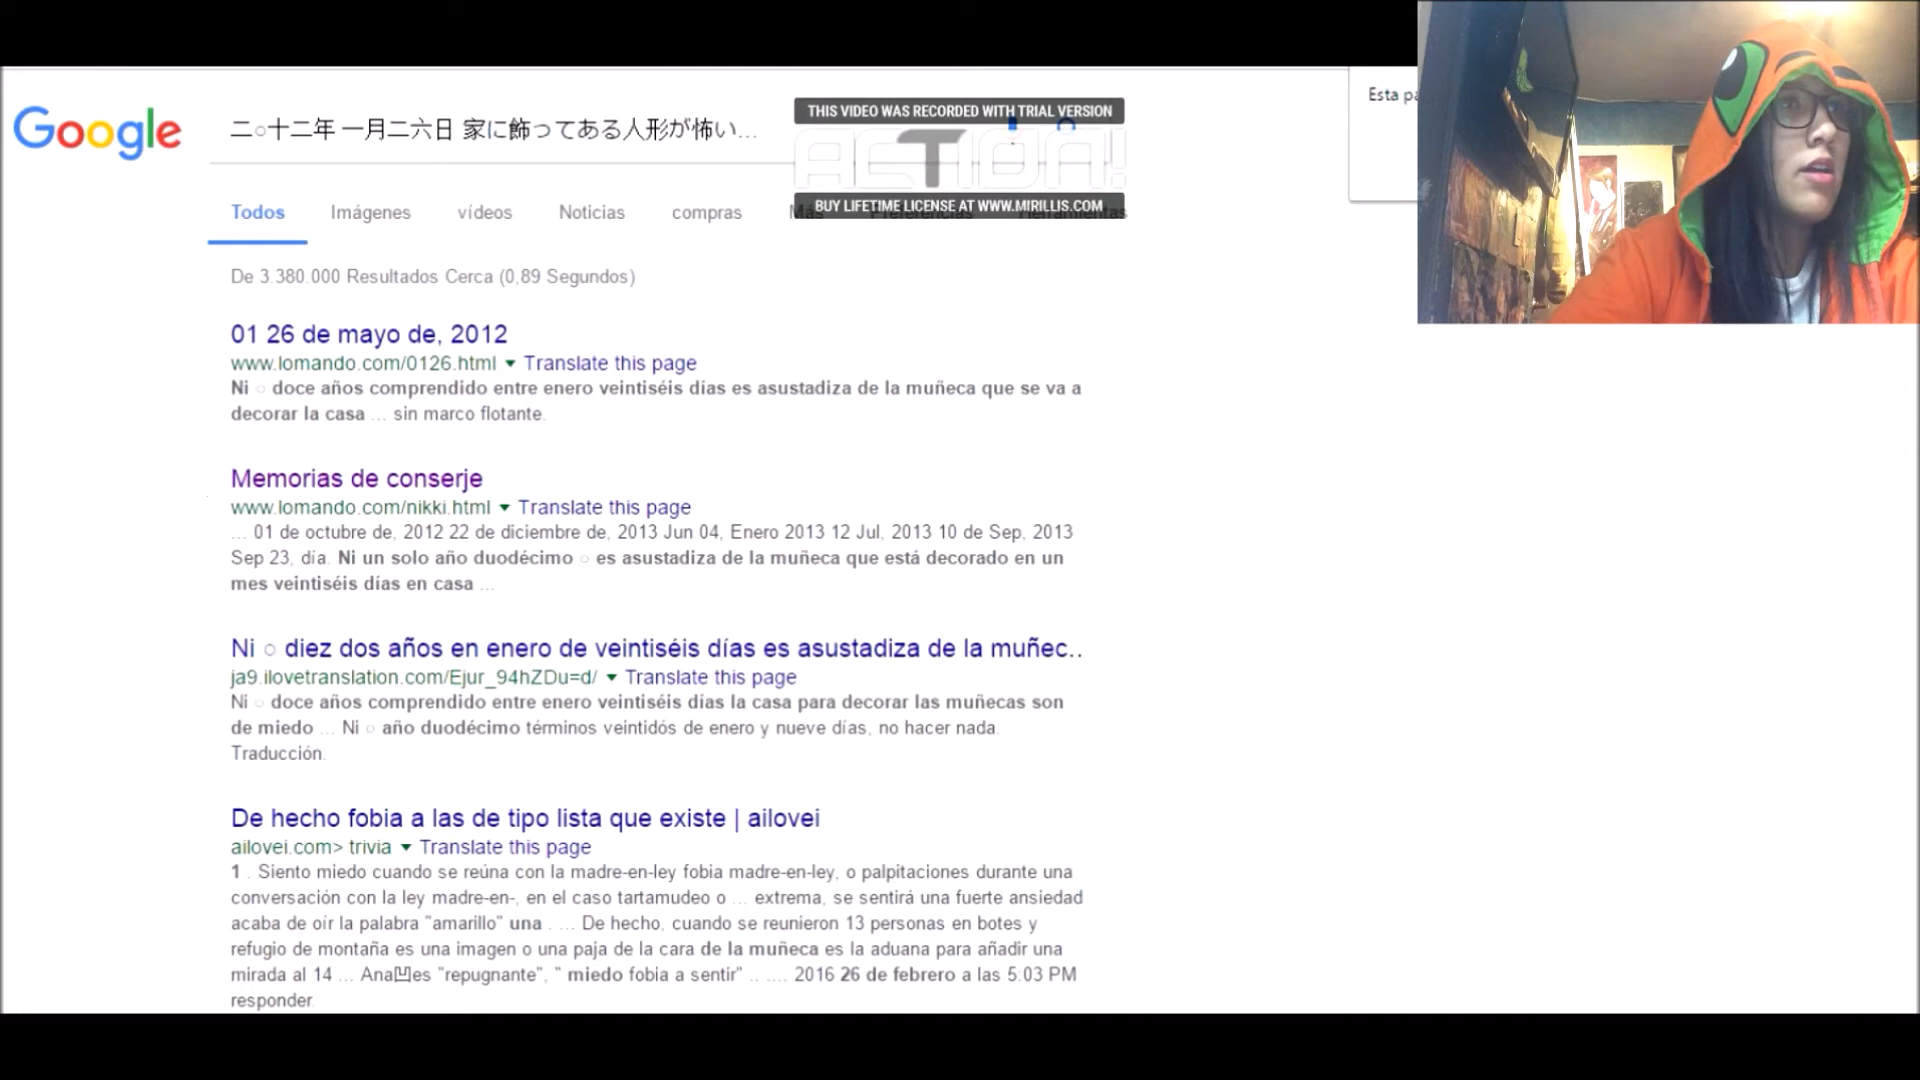 Google
二○十二年 一月二六日 家に飾ってある人形が怖い...
THIS VIDEO WAS RECORDED WITH TRIAL VERSION
ACTION!
BUY LIFETIME LICENSE AT WWW.MIRILLIS.COM
Esta pá
Todos Imágenes vídeos Noticias compras Más Preferencias Herramientas
De 3.380.000 Resultados Cerca (0,89 Segundos)
01 26 de mayo de, 2012
www.lomando.com/0126.html ▼ Translate this page
Ni ○ doce años comprendido entre enero veintiséis días es asustadiza de la muñeca que se va a
decorar la casa ... sin marco flotante.
Memorias de conserje
www.lomando.com/nikki.html ▼ Translate this page
... 01 de octubre de, 2012 22 de diciembre de, 2013 Jun 04, Enero 2013 12 Jul, 2013 10 de Sep, 2013
Sep 23, día. Ni un solo año duodécimo ○ es asustadiza de la muñeca que está decorado en un
mes veintiséis días en casa ...
Ni ○ diez dos años en enero de veintiséis días es asustadiza de la muñec..
ja9.ilovetranslation.com/Ejur_94hZDu=d/ ▼ Translate this page
Ni ○ doce años comprendido entre enero veintiséis días la casa para decorar las muñecas son
de miedo ... Ni ○ año duodécimo términos veintidós de enero y nueve días, no hacer nada.
Traducción.
De hecho fobia a las de tipo lista que existe | ailovei
ailovei.com> trivia ▼ Translate this page
1 . Siento miedo cuando se reúna con la madre-en-ley fobia madre-en-ley, o palpitaciones durante una
conversación con la ley madre-en-, en el caso tartamudeo o ... extrema, se sentirá una fuerte ansiedad
acaba de oír la palabra "amarillo" una . ... De hecho, cuando se reunieron 13 personas en botes y
refugio de montaña es una imagen o una paja de la cara de la muñeca es la aduana para añadir una
mirada al 14 ... Ana凹es "repugnante", " miedo fobia a sentir" .. .... 2016 26 de febrero a las 5:03 PM
responder.